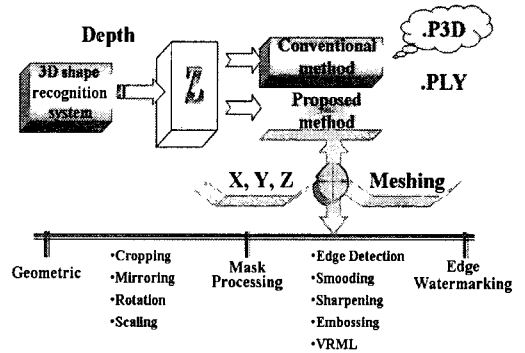 Depth
.P3D
3D shape
recognition
system
Z
Conventional
method
.PLY
Proposed
method
X, Y, Z
Meshing
Geometric
•Cropping
•Mirroring
•Rotation
•Scaling
Mask
Processing
•Edge Detection
•Smooding
•Sharpening
•Embossing
•VRML
Edge
Watermarking